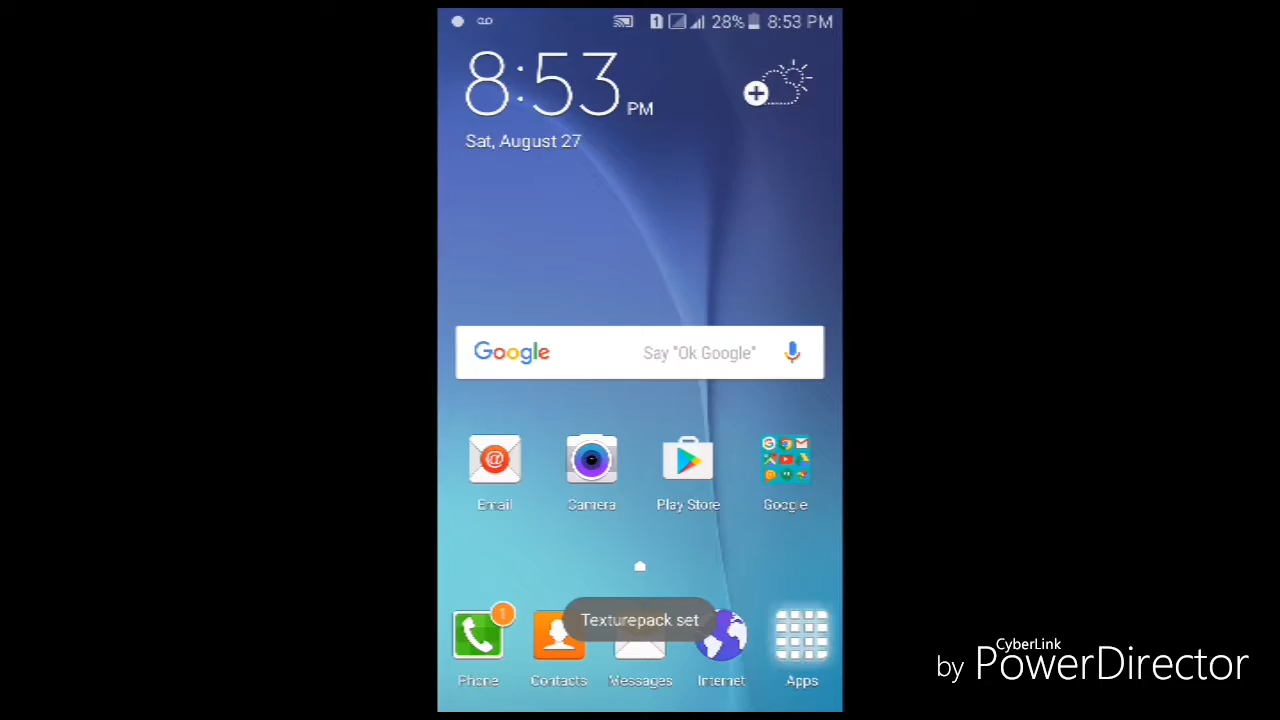 1 28% 8:53 PM
8:53 PM
Sat, August 27
Google Say "Ok Google"
Email Camera Play Store Google
1
Texturepack set
Phone Contacts Messages Internet Apps
CyberLink
by PowerDirector